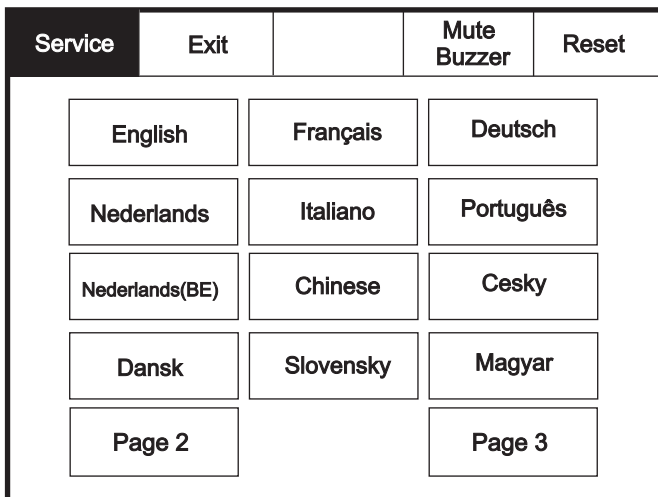 Service
Exit
Mute
Buzzer
Reset
English
Français
Deutsch
Nederlands
Italiano
Português
Nederlands(BE)
Chinese
Cesky
Dansk
Slovensky
Magyar
Page 2
Page 3